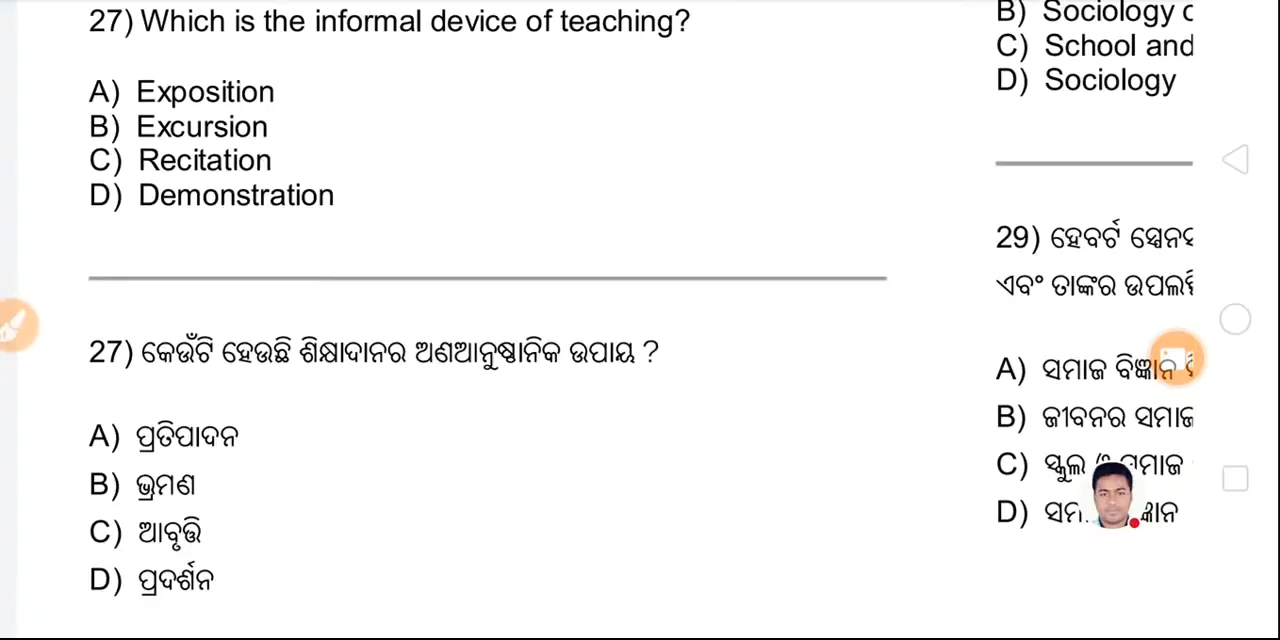 27) Which is the informal device of teaching?
A) Exposition
B) Excursion
C) Recitation
D) Demonstration
27) କେଉଁଟି ହେଉଛି ଶିକ୍ଷାଦାନର ଅଣଆନୁଷ୍ଠାନିକ ଉପାୟ ?
A) ପ୍ରତିପାଦନ
B) ଭ୍ରମଣ
C) ଆବୃତ୍ତି
D) ପ୍ରଦର୍ଶନ
B) Sociology
C) School and
D) Sociology
29) ହେବର୍ଟ
ଏବଂ ତାଙ୍କର
A) ସମାଜ ବିଜ୍ଞାନ
B) ଜୀବନର ସମାଜ
C) ସ୍କୁଲ
D)